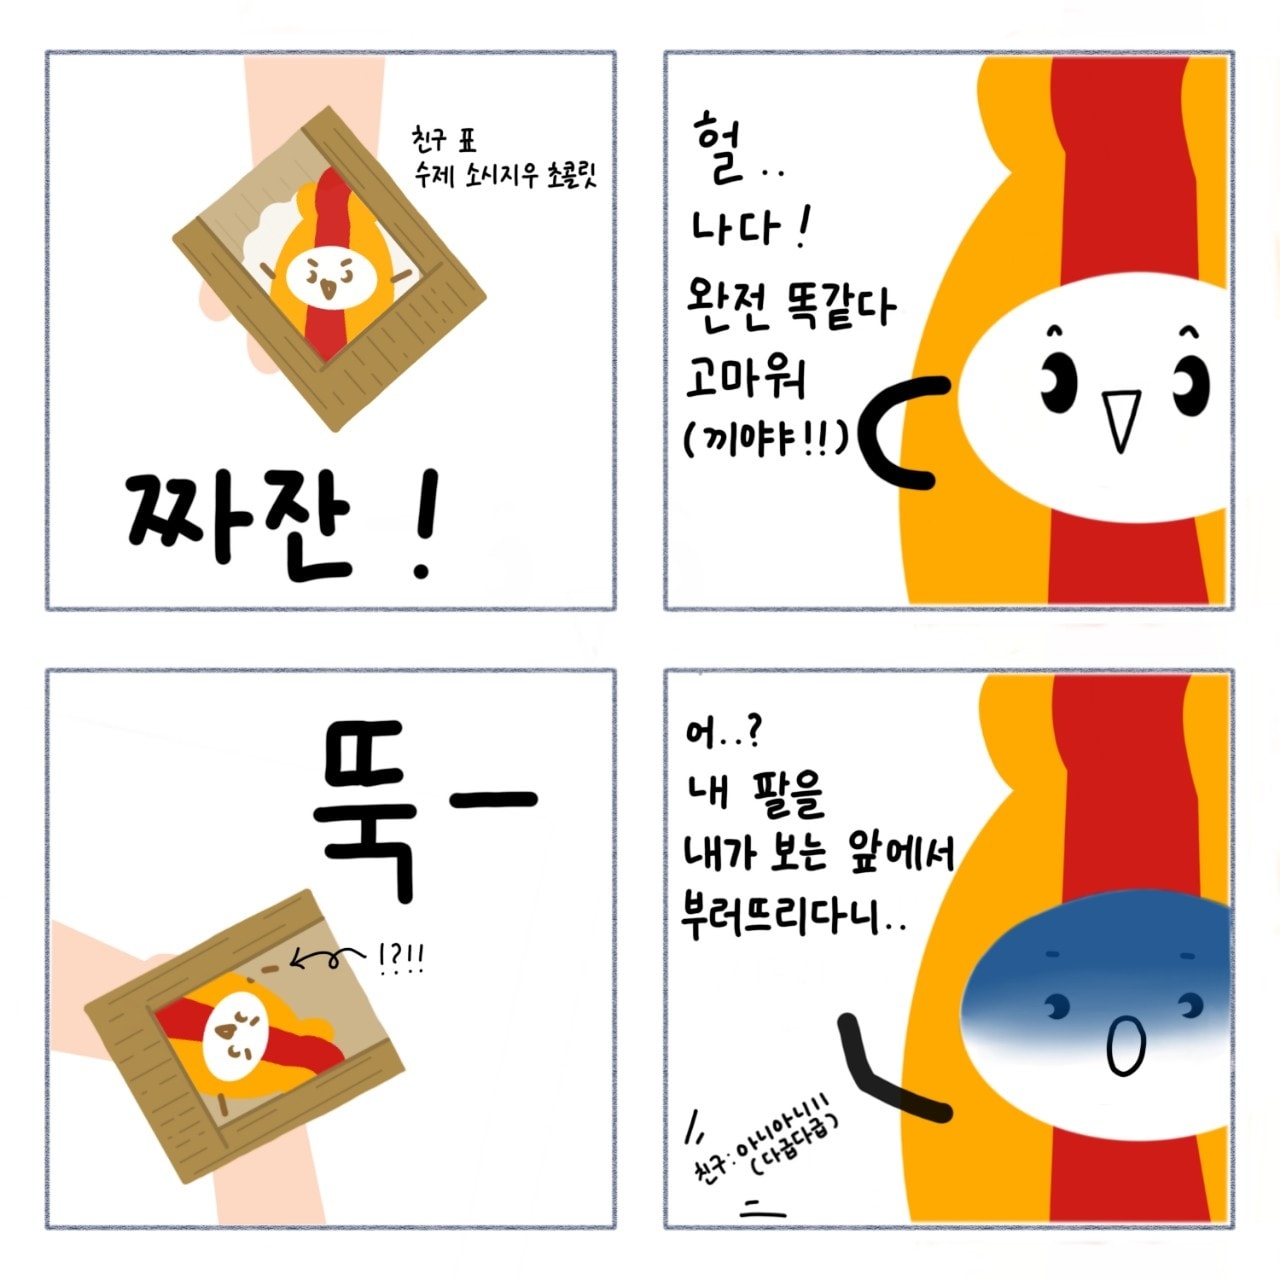 친구 표
수제 소시지우 초콜릿
짜잔!
헐..
나다!
완전 똑같다
고마워
(끼야햐!!)
뚝-
!?!!
어..?
내 팔을
내가 보는 앞에서
부러뜨리다니..
친구: 아니아니!!
(다급다급)